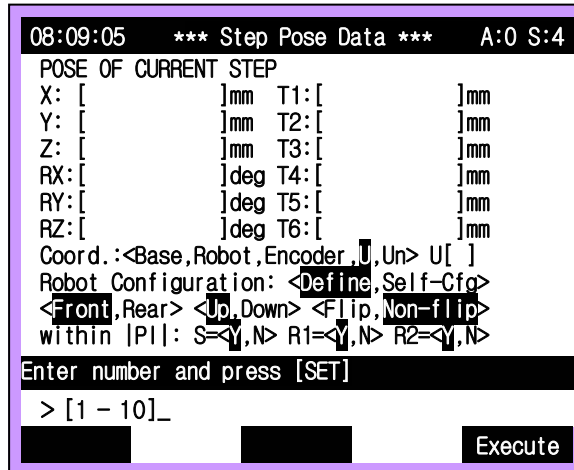 08:09:05 *** Step Pose Data *** A:0 S:4
POSE OF CURRENT STEP
X: [ ]mm T1:[ ]mm
Y: [ ]mm T2:[ ]mm
Z: [ ]mm T3:[ ]mm
RX:[ ]deg T4:[ ]mm
RY:[ ]deg T5:[ ]mm
RZ:[ ]deg T6:[ ]mm
Coord.:<Base,Robot,Encoder,U,Un> U[ ]
Robot Configuration: <Define,Self-Cfg>
<Front,Rear> <Up,Down> <Flip,Non-flip>
within |PI|: S=<Y,N> R1=<Y,N> R2=<Y,N>
Enter number and press [SET]
> [1 - 10]_
Execute